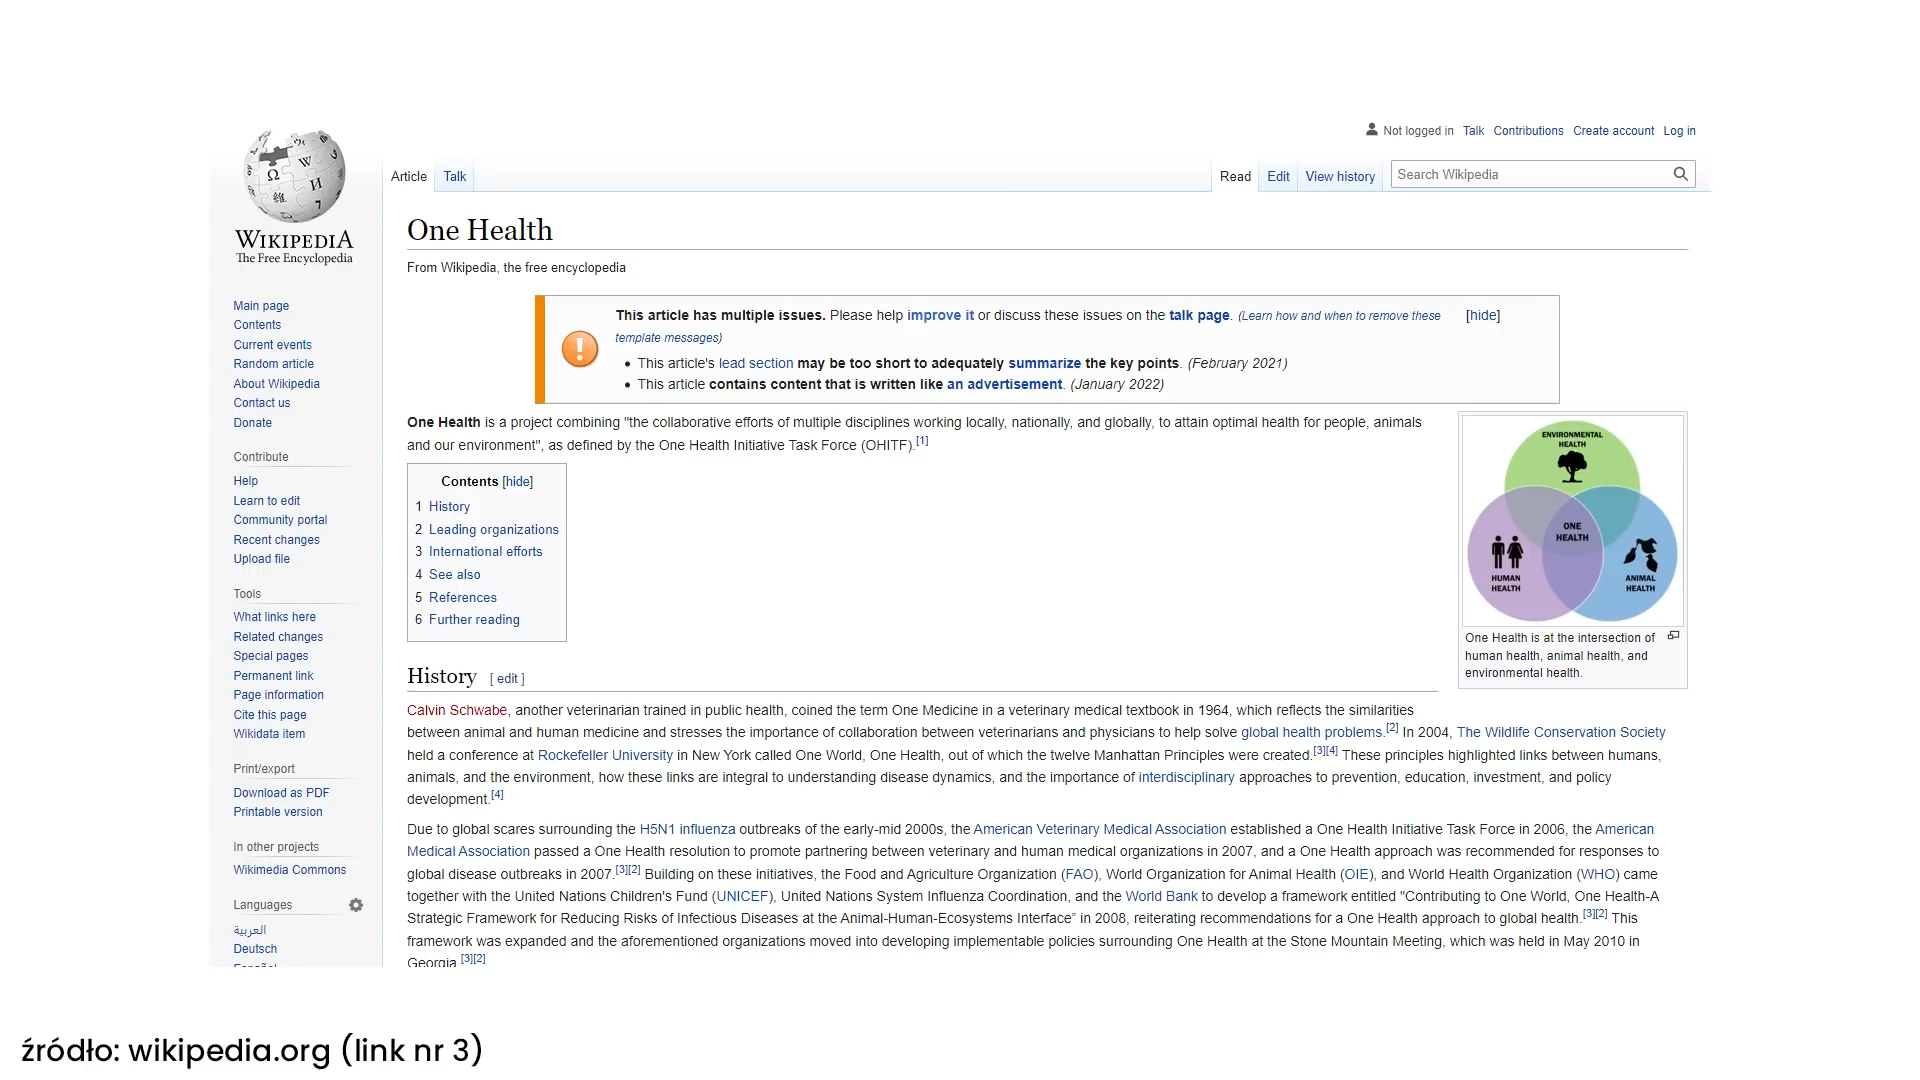 Not logged in Talk Contributions Create account Log in
Article Talk Read Edit View history Search Wikipedia
WIKIPEDIA
The Free Encyclopedia
Main page
Contents
Current events
Random article
About Wikipedia
Contact us
Donate
Contribute
Help
Learn to edit
Community portal
Recent changes
Upload file
Tools
What links here
Related changes
Special pages
Permanent link
Page information
Cite this page
Wikidata item
Print/export
Download as PDF
Printable version
In other projects
Wikimedia Commons
Languages
العربية
Deutsch
Español
One Health
From Wikipedia, the free encyclopedia
This article has multiple issues. Please help improve it or discuss these issues on the talk page. (Learn how and when to remove these [hide]
template messages)
• This article's lead section may be too short to adequately summarize the key points. (February 2021)
• This article contains content that is written like an advertisement. (January 2022)
One Health is a project combining "the collaborative efforts of multiple disciplines working locally, nationally, and globally, to attain optimal health for people, animals
and our environment", as defined by the One Health Initiative Task Force (OHITF).[1]
Contents [hide]
1 History
2 Leading organizations
3 International efforts
4 See also
5 References
6 Further reading
ENVIRONMENTAL
HEALTH
ONE
HEALTH
HUMAN
HEALTH
ANIMAL
HEALTH
One Health is at the intersection of
human health, animal health, and
environmental health.
History [ edit ]
Calvin Schwabe, another veterinarian trained in public health, coined the term One Medicine in a veterinary medical textbook in 1964, which reflects the similarities
between animal and human medicine and stresses the importance of collaboration between veterinarians and physicians to help solve global health problems.[2] In 2004, The Wildlife Conservation Society
held a conference at Rockefeller University in New York called One World, One Health, out of which the twelve Manhattan Principles were created.[3][4] These principles highlighted links between humans,
animals, and the environment, how these links are integral to understanding disease dynamics, and the importance of interdisciplinary approaches to prevention, education, investment, and policy
development.[4]
Due to global scares surrounding the H5N1 influenza outbreaks of the early-mid 2000s, the American Veterinary Medical Association established a One Health Initiative Task Force in 2006, the American
Medical Association passed a One Health resolution to promote partnering between veterinary and human medical organizations in 2007, and a One Health approach was recommended for responses to
global disease outbreaks in 2007.[3][2] Building on these initiatives, the Food and Agriculture Organization (FAO), World Organization for Animal Health (OIE), and World Health Organization (WHO) came
together with the United Nations Children's Fund (UNICEF), United Nations System Influenza Coordination, and the World Bank to develop a framework entitled "Contributing to One World, One Health-A
Strategic Framework for Reducing Risks of Infectious Diseases at the Animal-Human-Ecosystems Interface” in 2008, reiterating recommendations for a One Health approach to global health.[3][2] This
framework was expanded and the aforementioned organizations moved into developing implementable policies surrounding One Health at the Stone Mountain Meeting, which was held in May 2010 in
Georgia.[3][2]
źródło: wikipedia.org (link nr 3)